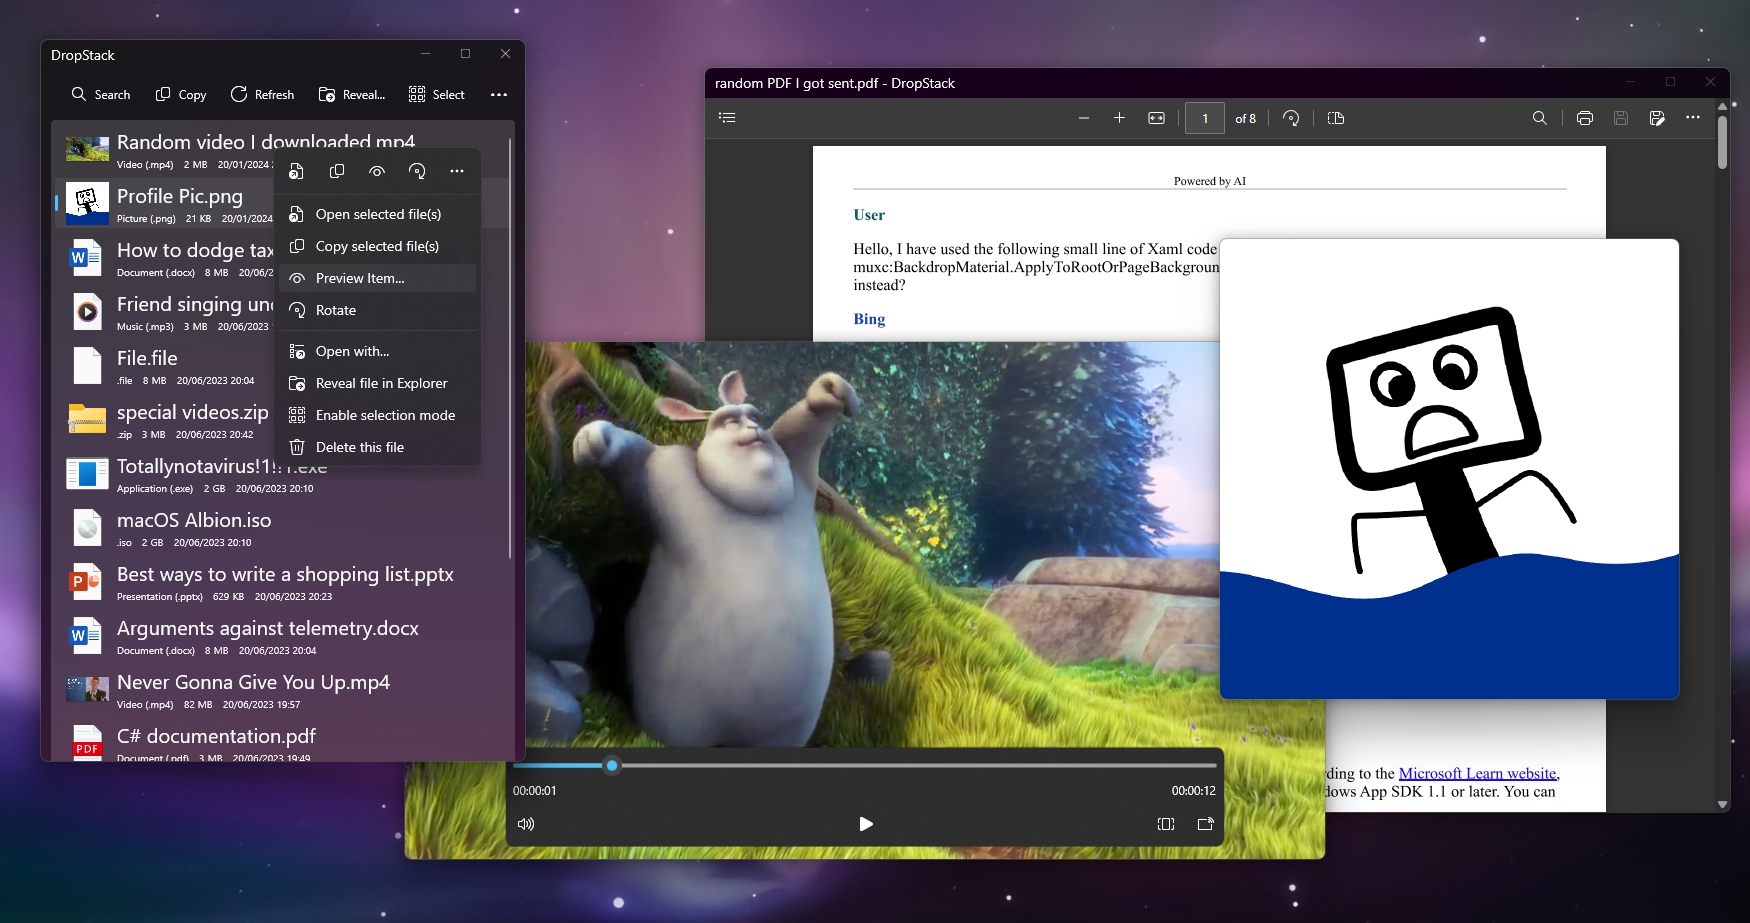 DropStack
Search
Copy
Refresh
Reveal...
Select
Random video I downloaded.mp4
Video (.mp4) 2 MB 20/01/2024
Profile Pic.png
Picture (.png) 21 KB 20/01/2024
How to dodge tax
Document (.docx) 8 MB 20/06/2
Friend singing
Music (.mp3) 3 MB 20/06/2023
File.file
.file 8 MB 20/06/2023 20:04
special videos.zip
.zip 3 MB 20/06/2023 20:42
Totallynotavirus!1!!1.exe
Application (.exe) 2 GB 20/06/2023 20:10
macOS Albion.iso
.iso 2 GB 20/06/2023 20:10
Best ways to write a shopping list.pptx
Presentation (.pptx) 629 KB 20/06/2023 20:23
Arguments against telemetry.docx
Document (.docx) 8 MB 20/06/2023 20:04
Never Gonna Give You Up.mp4
Video (.mp4) 82 MB 20/06/2023 19:57
PDF
C# documentation.pdf
Document (.pdf) 3 MB 20/06/2023 19:49
Open selected file(s)
Copy selected file(s)
Preview Item...
Rotate
Open with...
Reveal file in Explorer
Enable selection mode
Delete this file
random PDF I got sent.pdf - DropStack
1 of 8
Powered by AI
User
Hello, I have used the following small line of Xaml code
muxc:BackdropMaterial.ApplyToRootOrPageBackgroun
instead?
Bing
rding to the Microsoft Learn website,
dows App SDK 1.1 or later. You can
00:00:01
00:00:12